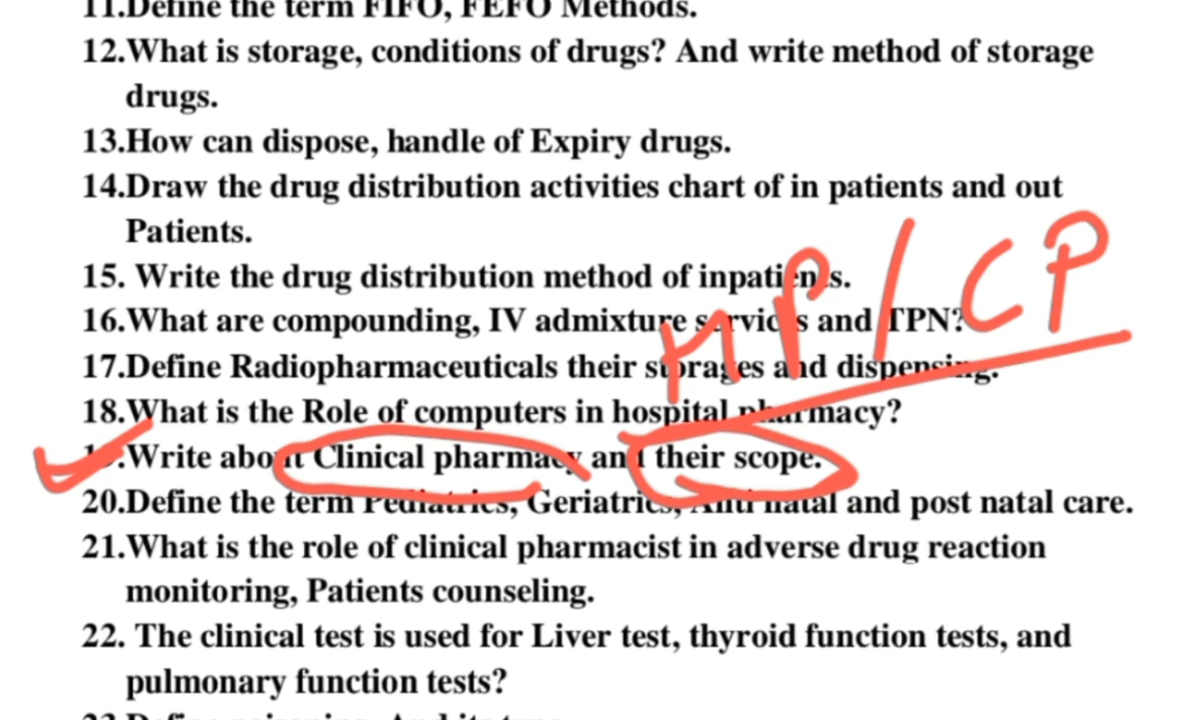 11.Define the term FIFO, FEFO Methods.
12.What is storage, conditions of drugs? And write method of storage
drugs.
13.How can dispose, handle of Expiry drugs.
14.Draw the drug distribution activities chart of in patients and out
Patients.
15. Write the drug distribution method of inpatients.
16.What are compounding, IV admixture services and TPN?
HP/CP
17.Define Radiopharmaceuticals their storages and dispensing.
18.What is the Role of computers in hospital pharmacy?
.Write about Clinical pharmacy and their scope.
20.Define the term Pediatrics, Geriatrics, Anti natal and post natal care.
21.What is the role of clinical pharmacist in adverse drug reaction
monitoring, Patients counseling.
22. The clinical test is used for Liver test, thyroid function tests, and
pulmonary function tests?